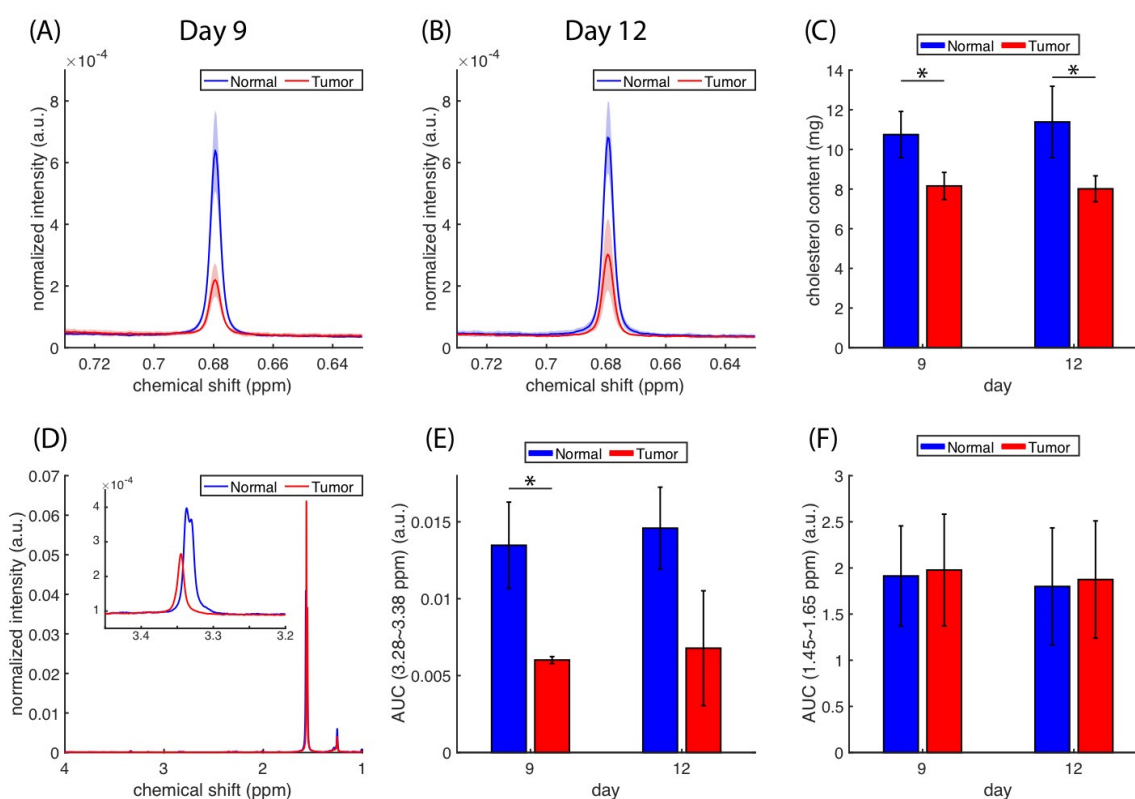 (A) Day 9
×10⁻⁴
Normal Tumor
8
6
4
2
0
normalized intensity (a.u.)
0.72 0.7 0.68 0.66 0.64
chemical shift (ppm)
(B) Day 12
×10⁻⁴
Normal Tumor
8
6
4
2
0
normalized intensity (a.u.)
0.72 0.7 0.68 0.66 0.64
chemical shift (ppm)
(C)
Normal Tumor
* *
14
12
10
8
6
4
2
0
cholesterol content (mg)
9 12
day
(D)
Normal Tumor
0.07
0.06
0.05
0.04
0.03
0.02
0.01
0
normalized intensity (a.u.)
×10⁻⁴
4
3
2
1
3.4 3.3 3.2
4 3 2 1
chemical shift (ppm)
(E)
Normal Tumor
*
0.015
0.01
0.005
0
AUC (3.28~3.38 ppm) (a.u.)
9 12
day
(F)
Normal Tumor
3
2.5
2
1.5
1
0.5
0
AUC (1.45~1.65 ppm) (a.u.)
9 12
day